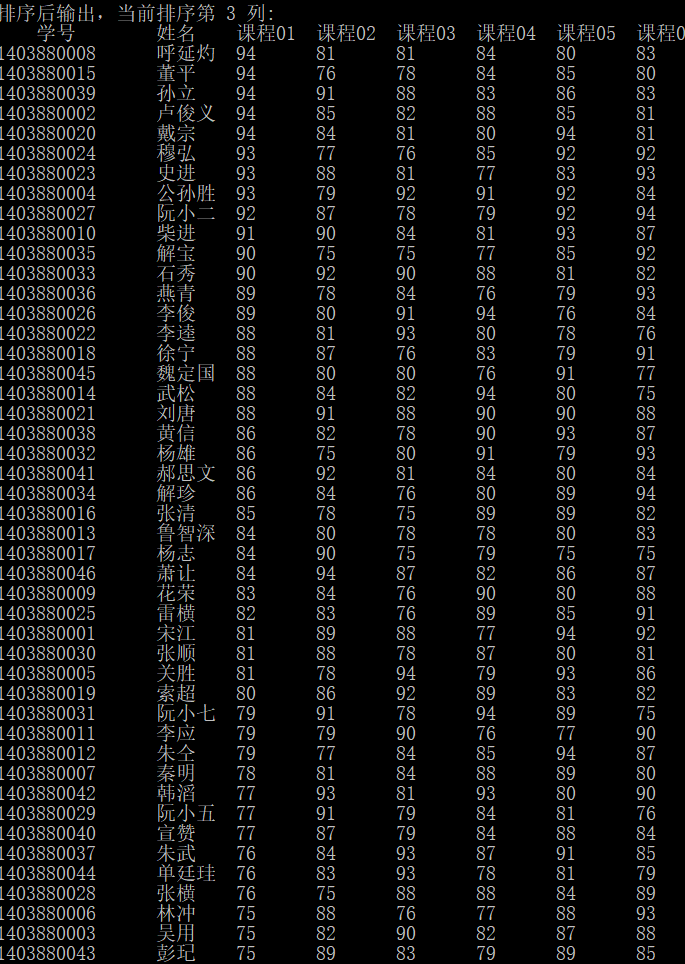 排序后输出，当前排序第 3 列:
学号 姓名 课程01 课程02 课程03 课程04 课程05 课程0
1403880008 呼延灼 94 81 81 84 80 83
1403880015 董平 94 76 78 84 85 80
1403880039 孙立 94 91 88 83 86 83
1403880002 卢俊义 94 85 82 88 85 81
1403880020 戴宗 94 84 81 80 94 81
1403880024 穆弘 93 77 76 85 92 92
1403880023 史进 93 88 81 77 83 93
1403880004 公孙胜 93 79 92 91 92 84
1403880027 阮小二 92 87 78 79 92 94
1403880010 柴进 91 90 84 81 93 87
1403880035 解宝 90 75 75 77 85 92
1403880033 石秀 90 92 90 88 81 82
1403880036 燕青 89 78 84 76 79 93
1403880026 李俊 89 80 91 94 76 84
1403880022 李逵 88 81 93 80 78 76
1403880018 徐宁 88 87 76 83 79 91
1403880045 魏定国 88 80 80 76 91 77
1403880014 武松 88 84 82 94 80 75
1403880021 刘唐 88 91 88 90 90 88
1403880038 黄信 86 82 78 90 93 87
1403880032 杨雄 86 75 80 91 79 93
1403880041 郝思文 86 92 81 84 80 84
1403880034 解珍 86 84 76 80 89 94
1403880016 张清 85 78 75 89 89 82
1403880013 鲁智深 84 80 78 78 80 83
1403880017 杨志 84 90 75 79 75 75
1403880046 萧让 84 94 87 82 86 87
1403880009 花荣 83 84 76 90 80 88
1403880025 雷横 82 83 76 89 85 91
1403880001 宋江 81 89 88 77 94 92
1403880030 张顺 81 88 78 87 80 81
1403880005 关胜 81 78 94 79 93 86
1403880019 索超 80 86 92 89 83 82
1403880031 阮小七 79 91 78 94 89 75
1403880011 李应 79 79 90 76 77 90
1403880012 朱仝 79 77 84 85 94 87
1403880007 秦明 78 81 84 88 89 80
1403880042 韩滔 77 93 81 93 80 90
1403880029 阮小五 77 91 79 84 81 76
1403880040 宣赞 77 87 79 84 88 84
1403880037 朱武 76 84 93 87 91 85
1403880044 单廷珪 76 83 93 78 81 79
1403880028 张横 76 75 88 88 84 89
1403880006 林冲 75 88 76 77 88 93
1403880003 吴用 75 82 90 82 87 88
1403880043 彭玘 75 89 83 79 89 85